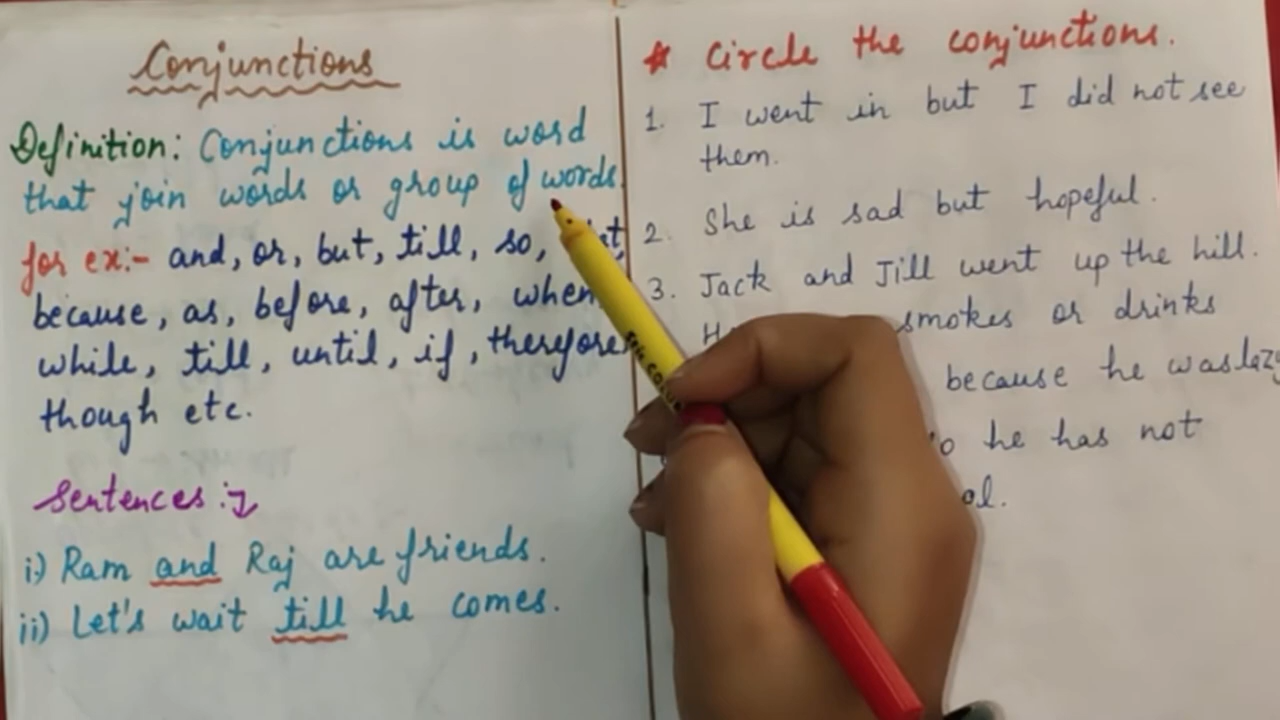 Conjunctions
Definition: Conjunctions is word
that join words or group of words
for ex:- and, or, but, till, so,
because, as, before, after, when
while, till, until, if, therefore
though etc.
Sentences :-
i) Ram and Raj are friends.
ii) Let's wait till he comes.
* Circle the conjunctions.
1. I went in but I did not see
them.
2. She is sad but hopeful.
3. Jack and Jill went up the hill.
smokes or drinks
because he was lazy
he has not